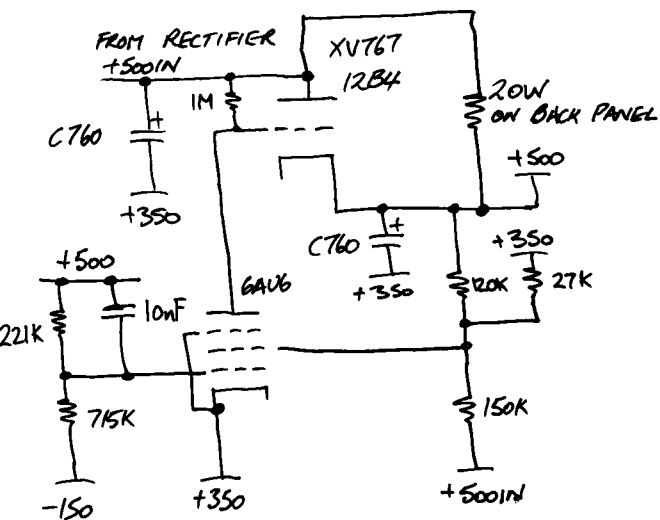 FROM RECTIFIER
+500IN
XV767
12B4
1M
20W
ON BACK PANEL
C760
+
+500
+350
C760
+
+350
+350
+500
6AU6
120K
27K
10nF
221K
715K
150K
-150
+350
+500IN